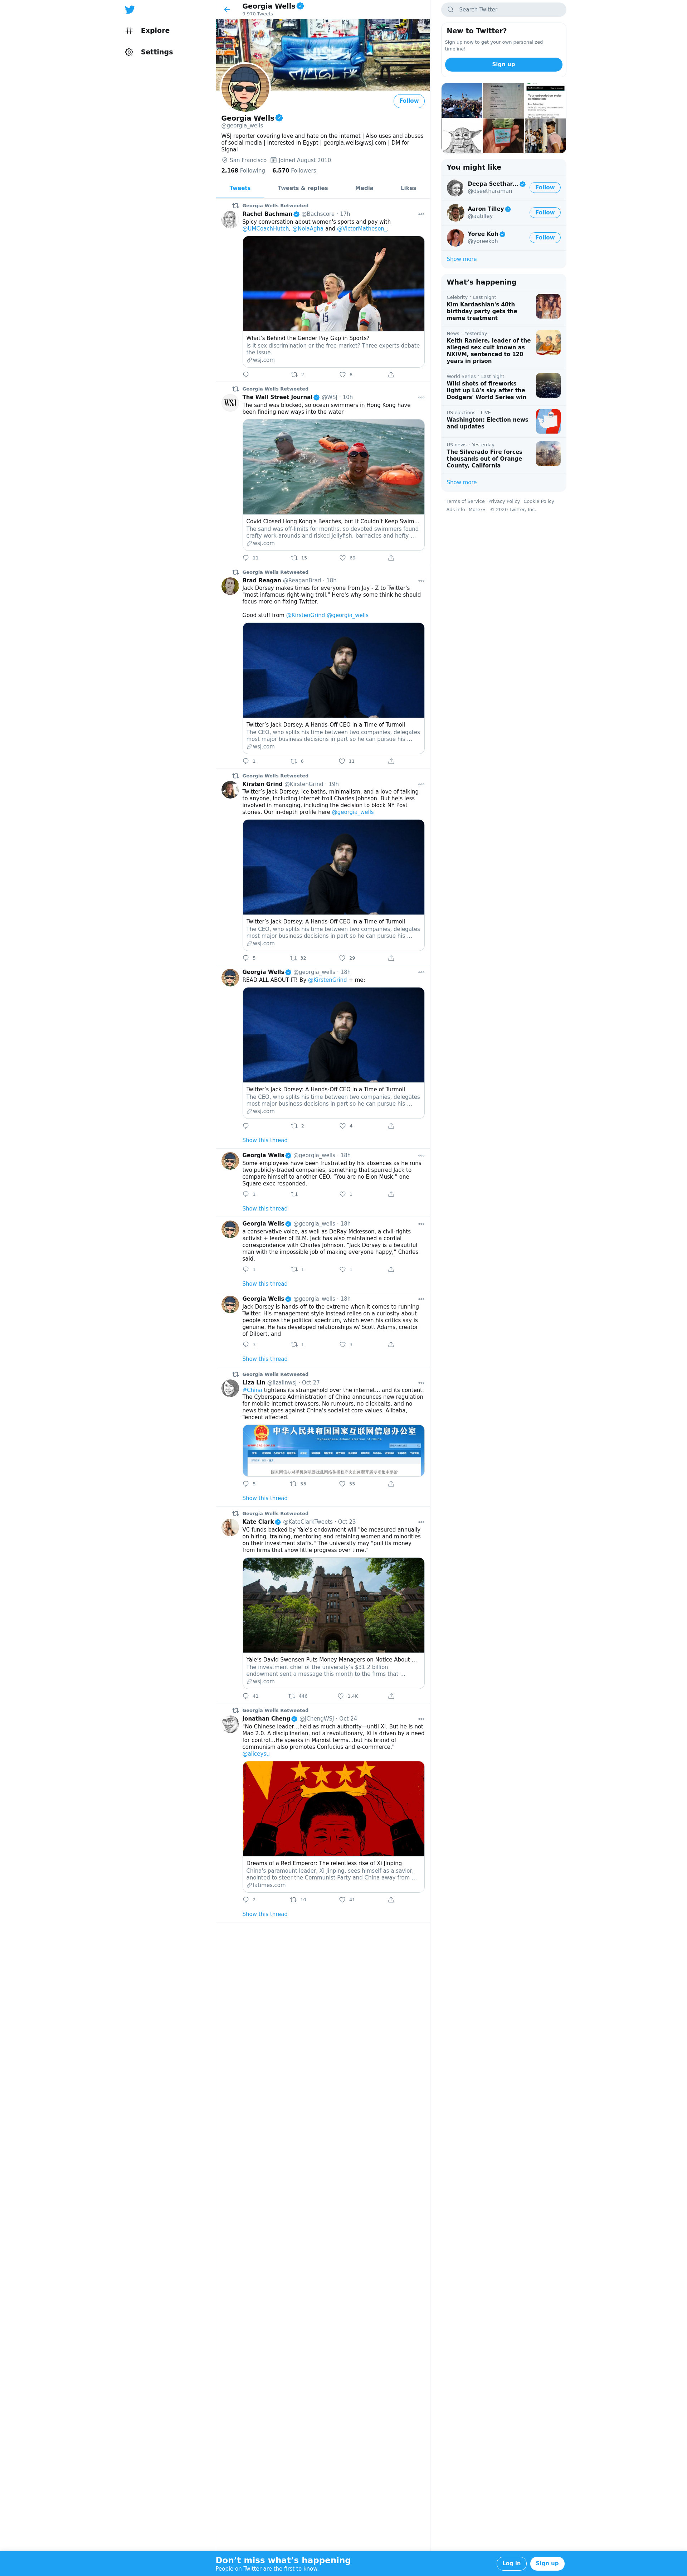 Explore
Settings
Georgia Wells
9,970 Tweets
Follow
Georgia Wells
@georgia_wells
WSJ reporter covering love and hate on the internet | Also uses and abuses
of social media | Interested in Egypt | georgia.wells@wsj.com | DM for
Signal
San Francisco Joined August 2010
2,168 Following 6,570 Followers
Tweets Tweets & replies Media Likes
Georgia Wells Retweeted
Rachel Bachman @Bachscore · 17h
Spicy conversation about women's sports and pay with
@UMCoachHutch, @NolaAgha and @VictorMatheson_:
What's Behind the Gender Pay Gap in Sports?
Is it sex discrimination or the free market? Three experts debate
the issue.
wsj.com
2 6
Georgia Wells Retweeted
WSJ
The Wall Street Journal @WSJ · 10h
The sand was blocked, so ocean swimmers in Hong Kong have
been finding new ways into the water
Covid Closed Hong Kong's Beaches, but It Couldn't Keep Swim...
The sand was off-limits for months, so devoted swimmers found
crafty work-arounds and risked jellyfish, barnacles and hefty ...
wsj.com
11 15 69
Georgia Wells Retweeted
Brad Reagan @ReaganBrad · 18h
Jack Dorsey makes times for everyone from Jay - Z to Twitter's
"most infamous right-wing troll." Here's why some think he should
focus more on fixing Twitter.
Good stuff from @KirstenGrind @georgia_wells
Twitter's Jack Dorsey: A Hands-Off CEO in a Time of Turmoil
The CEO, who splits his time between two companies, delegates
most major business decisions in part so he can pursue his ...
wsj.com
1 6 11
Georgia Wells Retweeted
Kirsten Grind @KirstenGrind · 19h
Twitter's Jack Dorsey: ice baths, minimalism, and a love of talking
to anyone, including internet troll Charles Johnson. But he's less
involved in managing, including the decision to block NY Post
stories. Our in-depth profile here @georgia_wells
Twitter's Jack Dorsey: A Hands-Off CEO in a Time of Turmoil
The CEO, who splits his time between two companies, delegates
most major business decisions in part so he can pursue his ...
wsj.com
5 32 29
Georgia Wells @georgia_wells · 18h
READ ALL ABOUT IT! By @KirstenGrind + me:
Twitter's Jack Dorsey: A Hands-Off CEO in a Time of Turmoil
The CEO, who splits his time between two companies, delegates
most major business decisions in part so he can pursue his ...
wsj.com
2 4
Show this thread
Georgia Wells @georgia_wells · 18h
Some employees have been frustrated by his absences as he runs
two publicly-traded companies, something that spurred Jack to
compare himself to another CEO. "You are no Elon Musk," one
Square exec responded.
1 1
Show this thread
Georgia Wells @georgia_wells · 18h
a conservative voice, as well as DeRay Mckesson, a civil-rights
activist + leader of BLM. Jack has also maintained a cordial
correspondence with Charles Johnson. "Jack Dorsey is a beautiful
man with the impossible job of making everyone happy," Charles
said.
1 1 1
Show this thread
Georgia Wells @georgia_wells · 18h
Jack Dorsey is hands-off to the extreme when it comes to running
Twitter. His management style instead relies on a curiosity about
people across the political spectrum, which even his critics say is
genuine. He has developed relationships w/ Scott Adams, creator
of Dilbert, and
3 1 3
Show this thread
Georgia Wells Retweeted
Liza Lin @lizalinwsj · Oct 27
#China tightens its strangehold over the internet... and its content.
The Cyberspace Administration of China announces new regulation
for mobile internet browsers. No rumours, no clickbaits, and no
news that goes against China's socialist core values. Alibaba,
Tencent affected.
中华人民共和国国家互联网信息办公室
5 53 55
Show this thread
Georgia Wells Retweeted
Kate Clark @KateClarkTweets · Oct 23
VC funds backed by Yale's endowment will "be measured annually
on hiring, training, mentoring and retaining women and minorities
on their investment staffs." The university may "pull its money
from firms that show little progress over time."
Yale's David Swensen Puts Money Managers on Notice About ...
The investment chief of the university's $31.2 billion
endowment sent a message this month to the firms that ...
wsj.com
41 446 1.4K
Georgia Wells Retweeted
Jonathan Cheng @JChengWSJ · Oct 24
"No Chinese leader...held as much authority—until Xi. But he is not
Mao 2.0. A disciplinarian, not a revolutionary, Xi is driven by a need
for control...He speaks in Marxist terms...but his brand of
communism also promotes Confucius and e-commerce."
@aliceysu
Dreams of a Red Emperor: The relentless rise of Xi Jinping
China's paramount leader, Xi Jinping, sees himself as a savior,
anointed to steer the Communist Party and China away from ...
latimes.com
2 10 41
Show this thread
Search Twitter
New to Twitter?
Sign up now to get your own personalized
timeline!
Sign up
You might like
Deepa Seethar...
@dseetharaman
Follow
Aaron Tilley
@aatilley
Follow
Yoree Koh
@yoreekoh
Follow
Show more
What's happening
Celebrity · Last night
Kim Kardashian's 40th
birthday party gets the
meme treatment
News · Yesterday
Keith Raniere, leader of the
alleged sex cult known as
NXIVM, sentenced to 120
years in prison
World Series · Last night
Wild shots of fireworks
light up LA's sky after the
Dodgers' World Series win
US elections · LIVE
Washington: Election news
and updates
US news · Yesterday
The Silverado Fire forces
thousands out of Orange
County, California
Show more
Terms of Service Privacy Policy Cookie Policy
Ads info More © 2020 Twitter, Inc.
Don't miss what's happening
People on Twitter are the first to know.
Log in Sign up